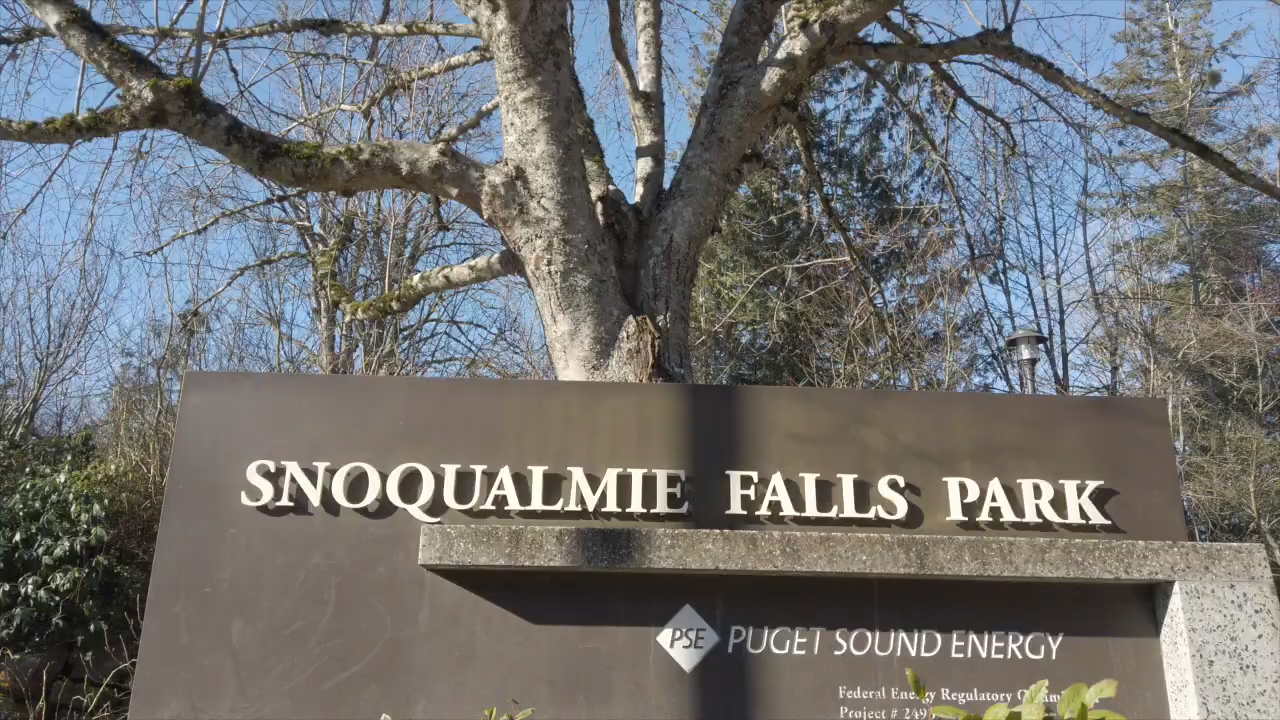 SNOQUALMIE FALLS PARK
PSE PUGET SOUND ENERGY
Federal Energy Regulatory
Project #